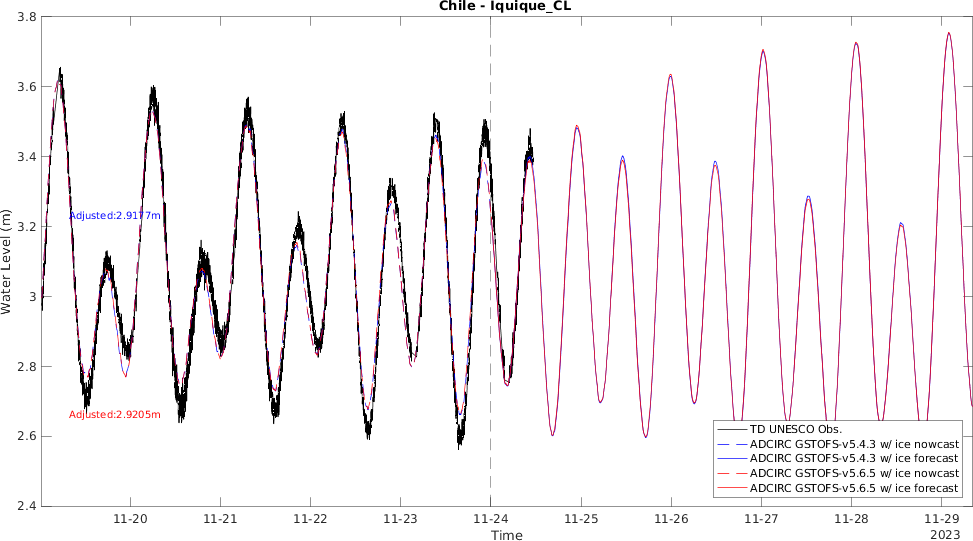 Chile - Iquique_CL
3.8
3.6
3.4
3.2
3
2.8
2.6
2.4
Water Level (m)
Adjusted:2.9177m
Adjusted:2.9205m
TD UNESCO Obs.
ADCIRC GSTOFS-v5.4.3 w/ ice nowcast
ADCIRC GSTOFS-v5.4.3 w/ ice forecast
ADCIRC GSTOFS-v5.6.5 w/ ice nowcast
ADCIRC GSTOFS-v5.6.5 w/ ice forecast
11-20 11-21 11-22 11-23 11-24 11-25 11-26 11-27 11-28 11-29
Time
2023